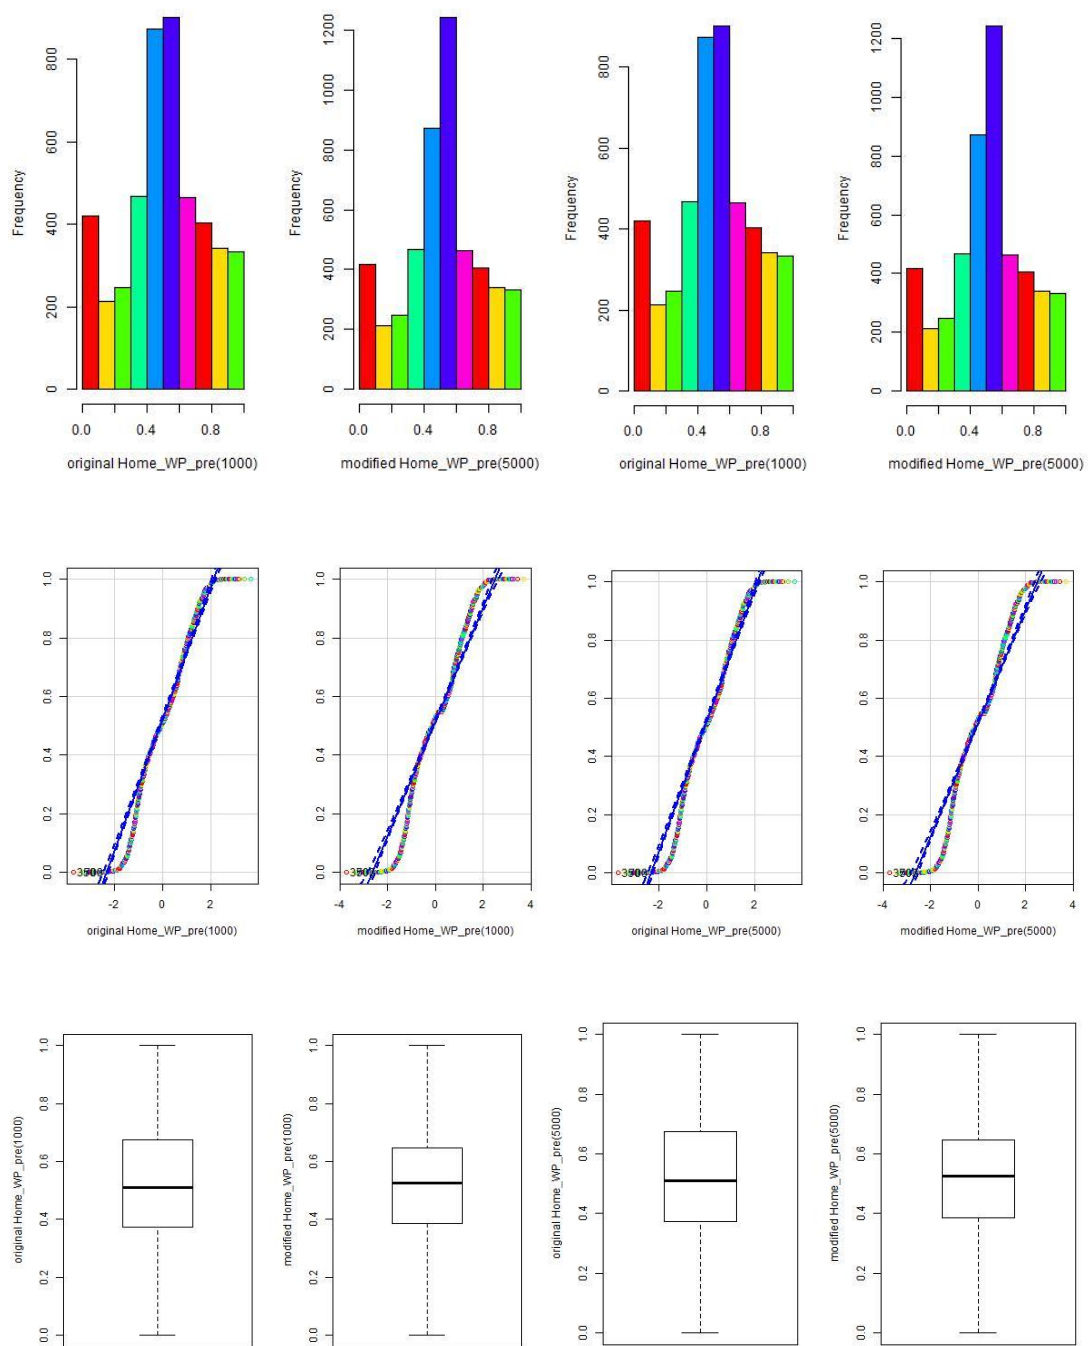 Frequency
0 200 400 600 800
0.0 0.4 0.8
original Home_WP_pre(1000)
Frequency
0 200 400 600 800 1000 1200
0.0 0.4 0.8
modified Home_WP_pre(5000)
Frequency
0 200 400 600 800
0.0 0.4 0.8
original Home_WP_pre(1000)
Frequency
0 200 400 600 800 1000 1200
0.0 0.4 0.8
modified Home_WP_pre(5000)
0.0 0.2 0.4 0.6 0.8 1.0
-2 0 2
original Home_WP_pre(1000)
0.0 0.2 0.4 0.6 0.8 1.0
-4 -2 0 2 4
modified Home_WP_pre(1000)
0.0 0.2 0.4 0.6 0.8 1.0
-2 0 2
original Home_WP_pre(5000)
0.0 0.2 0.4 0.6 0.8 1.0
-4 -2 0 2 4
modified Home_WP_pre(5000)
original Home_WP_pre(1000)
0.0 0.2 0.4 0.6 0.8 1.0
modified Home_WP_pre(1000)
0.0 0.2 0.4 0.6 0.8 1.0
original Home_WP_pre(5000)
0.0 0.2 0.4 0.6 0.8 1.0
modified Home_WP_pre(5000)
0.0 0.2 0.4 0.6 0.8 1.0